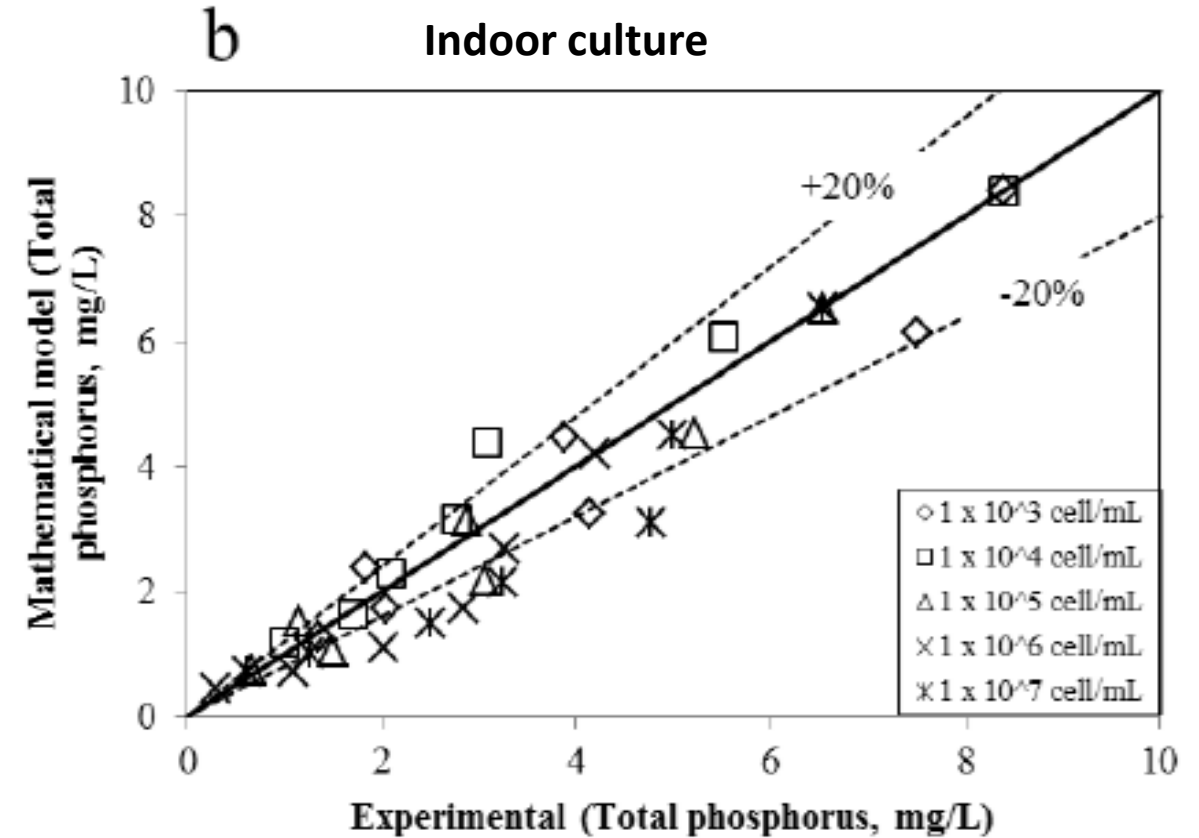 b
Indoor culture
Mathematical model (Total
phosphorus, mg/L)
10
8
6
4
2
0
+20%
-20%
1 x 10^3 cell/mL
1 x 10^4 cell/mL
1 x 10^5 cell/mL
1 x 10^6 cell/mL
1 x 10^7 cell/mL
0 2 4 6 8 10
Experimental (Total phosphorus, mg/L)